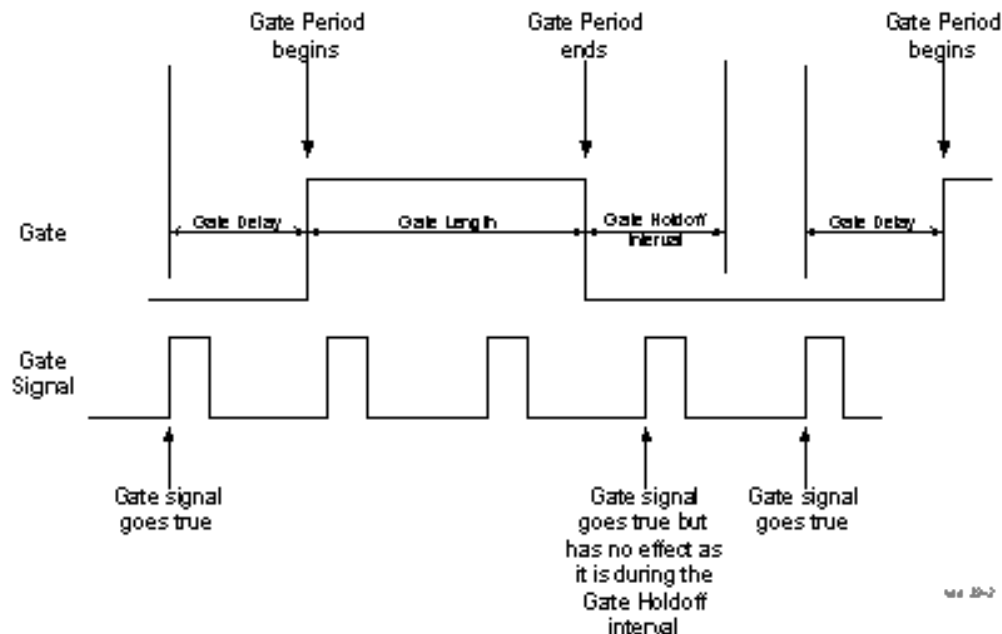 Gate Period
begins
Gate Period
ends
Gate Period
begins
Gate
Gate Delay
Gate Length
Gate Holdoff
Interval
Gate Delay
Gate
Signal
Gate signal
goes true
Gate signal
goes true but
has no effect as
it is during the
Gate Holdoff
interval
Gate signal
goes true